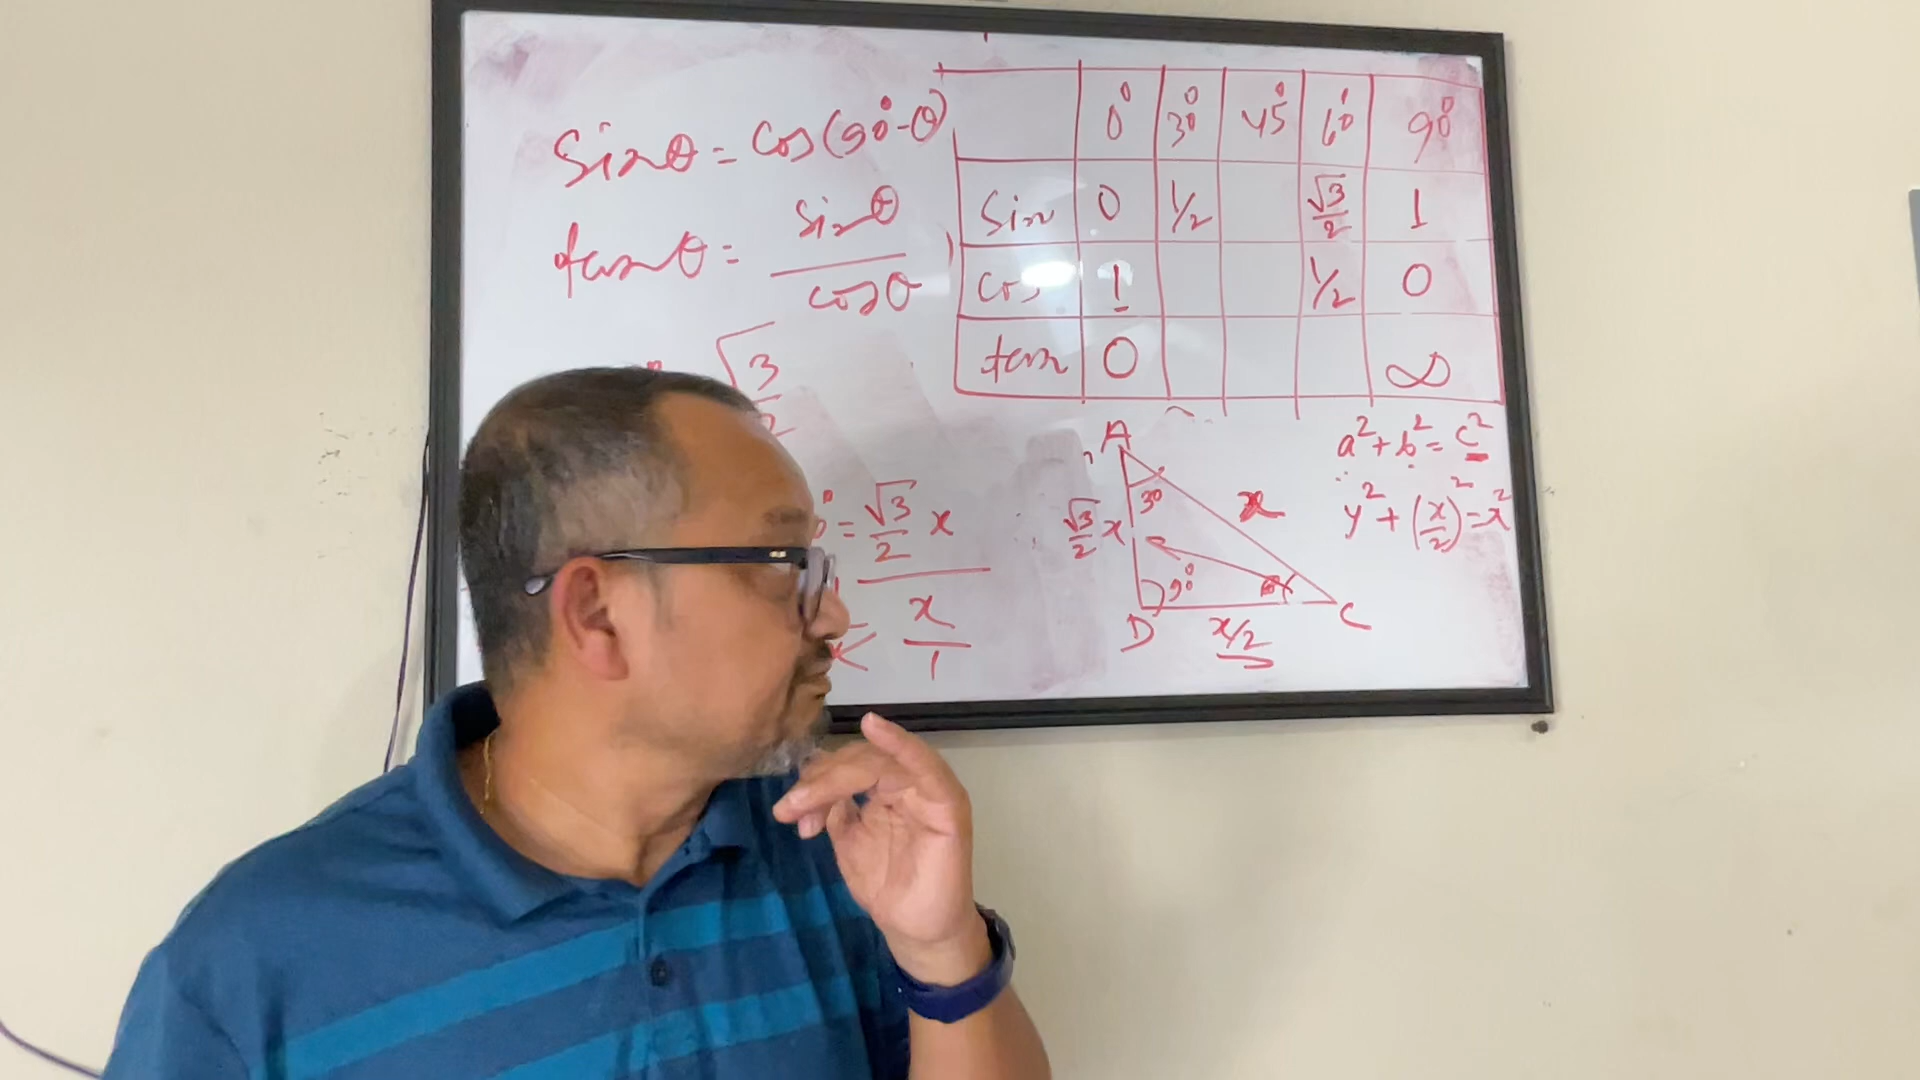 Sinθ = Cos(90°-θ)
tanθ = sinθ / cosθ
0° 30° 45° 60° 90°
Sin 0 1/2 √3/2 1
Cos 1 1/2 0
tan 0 ∞
√3/2
= √3/2 x
x/1
A
30
√3/2 x
x
90°
D
x/2
C
a² + b² = c²
y² + (x/2)² = x²